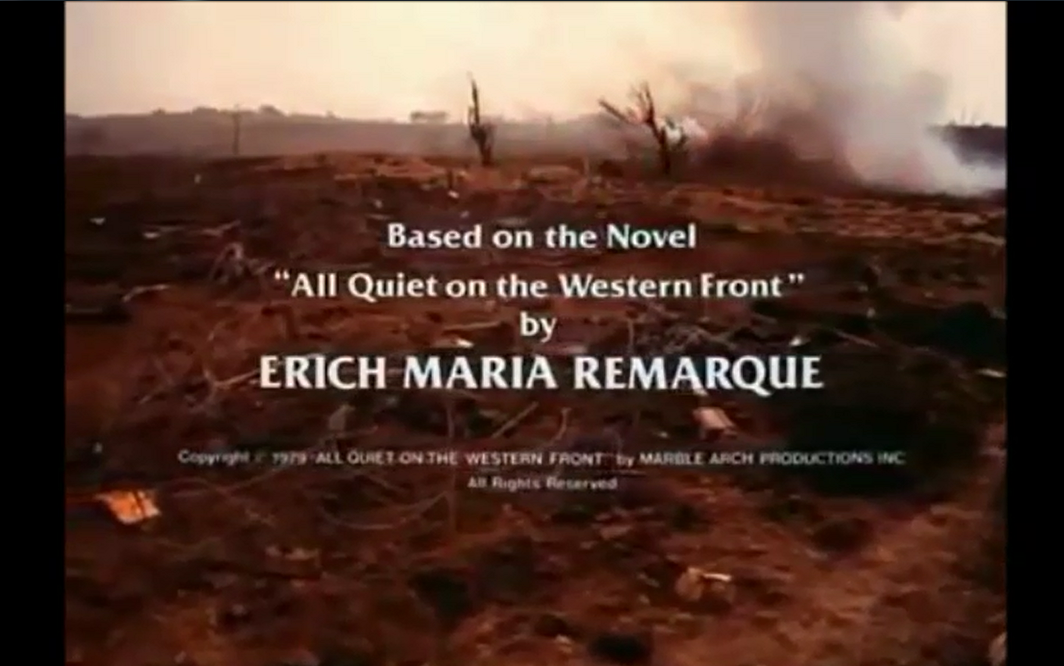 Based on the Novel
“All Quiet on the Western Front”
by
ERICH MARIA REMARQUE
Copyright © 1979 "ALL QUIET ON THE WESTERN FRONT" by MARBLE ARCH PRODUCTIONS INC
All Rights Reserved